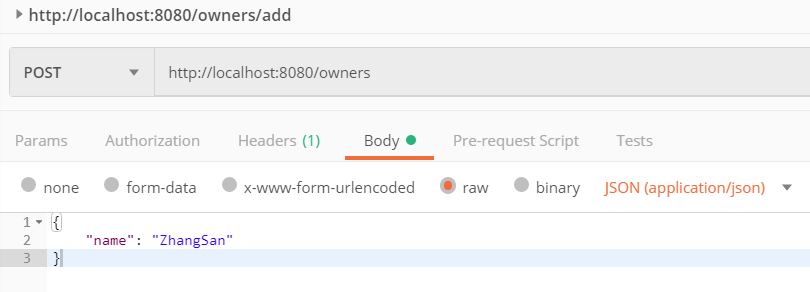 http://localhost:8080/owners/add
POST http://localhost:8080/owners
Params Authorization Headers (1) Body Pre-request Script Tests
none form-data x-www-form-urlencoded raw binary JSON (application/json)
1 {
2 "name": "ZhangSan"
3 }